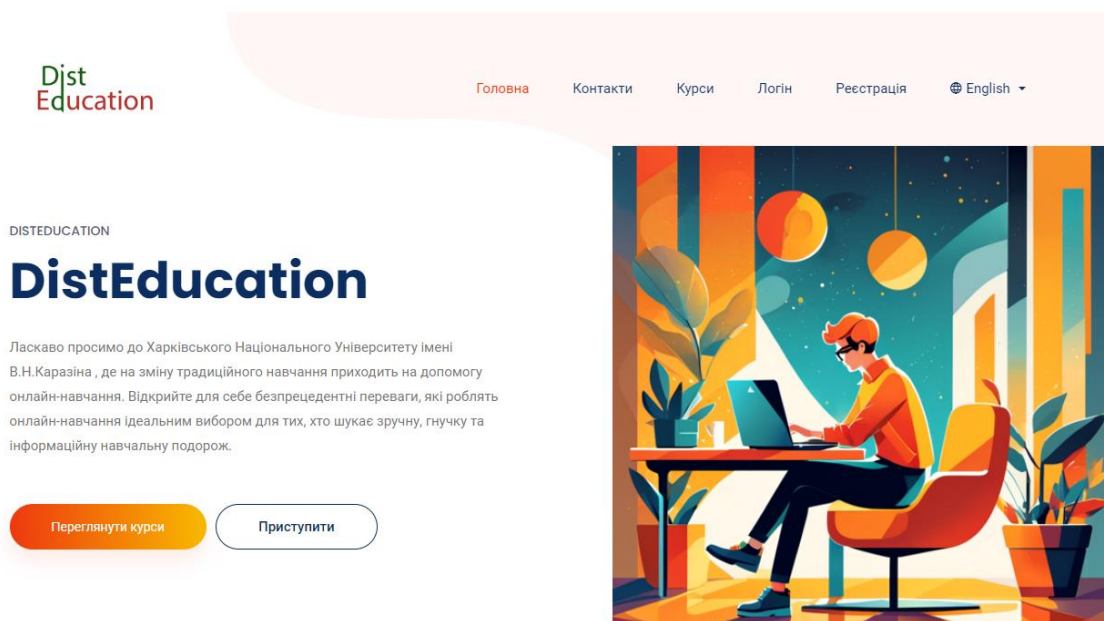 Dist
Education
Головна
Контакти
Курси
Логін
Реєстрація
English
DISTEDUCATION
DistEducation
Ласкаво просимо до Харківського Національного Університету імені
В.Н.Каразіна , де на зміну традиційного навчання приходить на допомогу
онлайн-навчання. Відкрийте для себе безпрецедентні переваги, які роблять
онлайн-навчання ідеальним вибором для тих, хто шукає зручну, гнучку та
інформаційну навчальну подорож.
Переглянути курси
Приступити